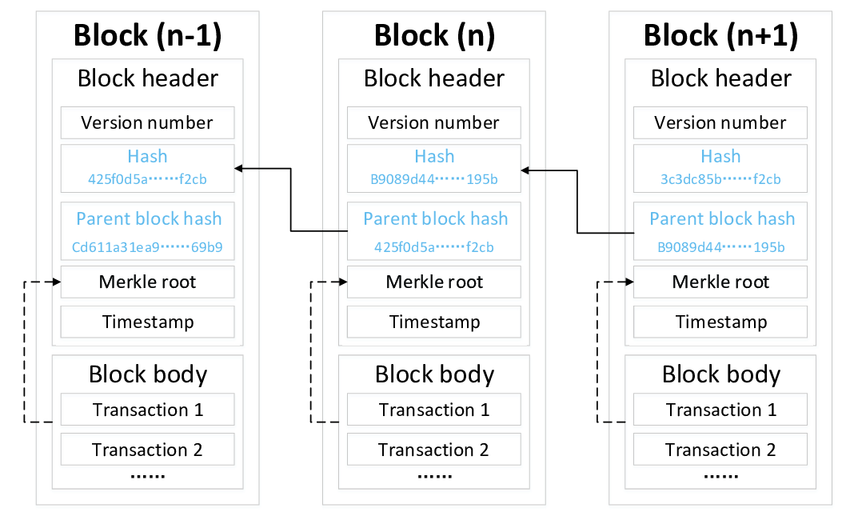 Block (n-1)
Block header
Version number
Hash
425f0d5a……f2cb
Parent block hash
Cd611a31ea9……69b9
Merkle root
Timestamp
Block body
Transaction 1
Transaction 2
……
Block (n)
Block header
Version number
Hash
B9089d44……195b
Parent block hash
425f0d5a……f2cb
Merkle root
Timestamp
Block body
Transaction 1
Transaction 2
……
Block (n+1)
Block header
Version number
Hash
3c3dc85b……f2cb
Parent block hash
B9089d44……195b
Merkle root
Timestamp
Block body
Transaction 1
Transaction 2
……